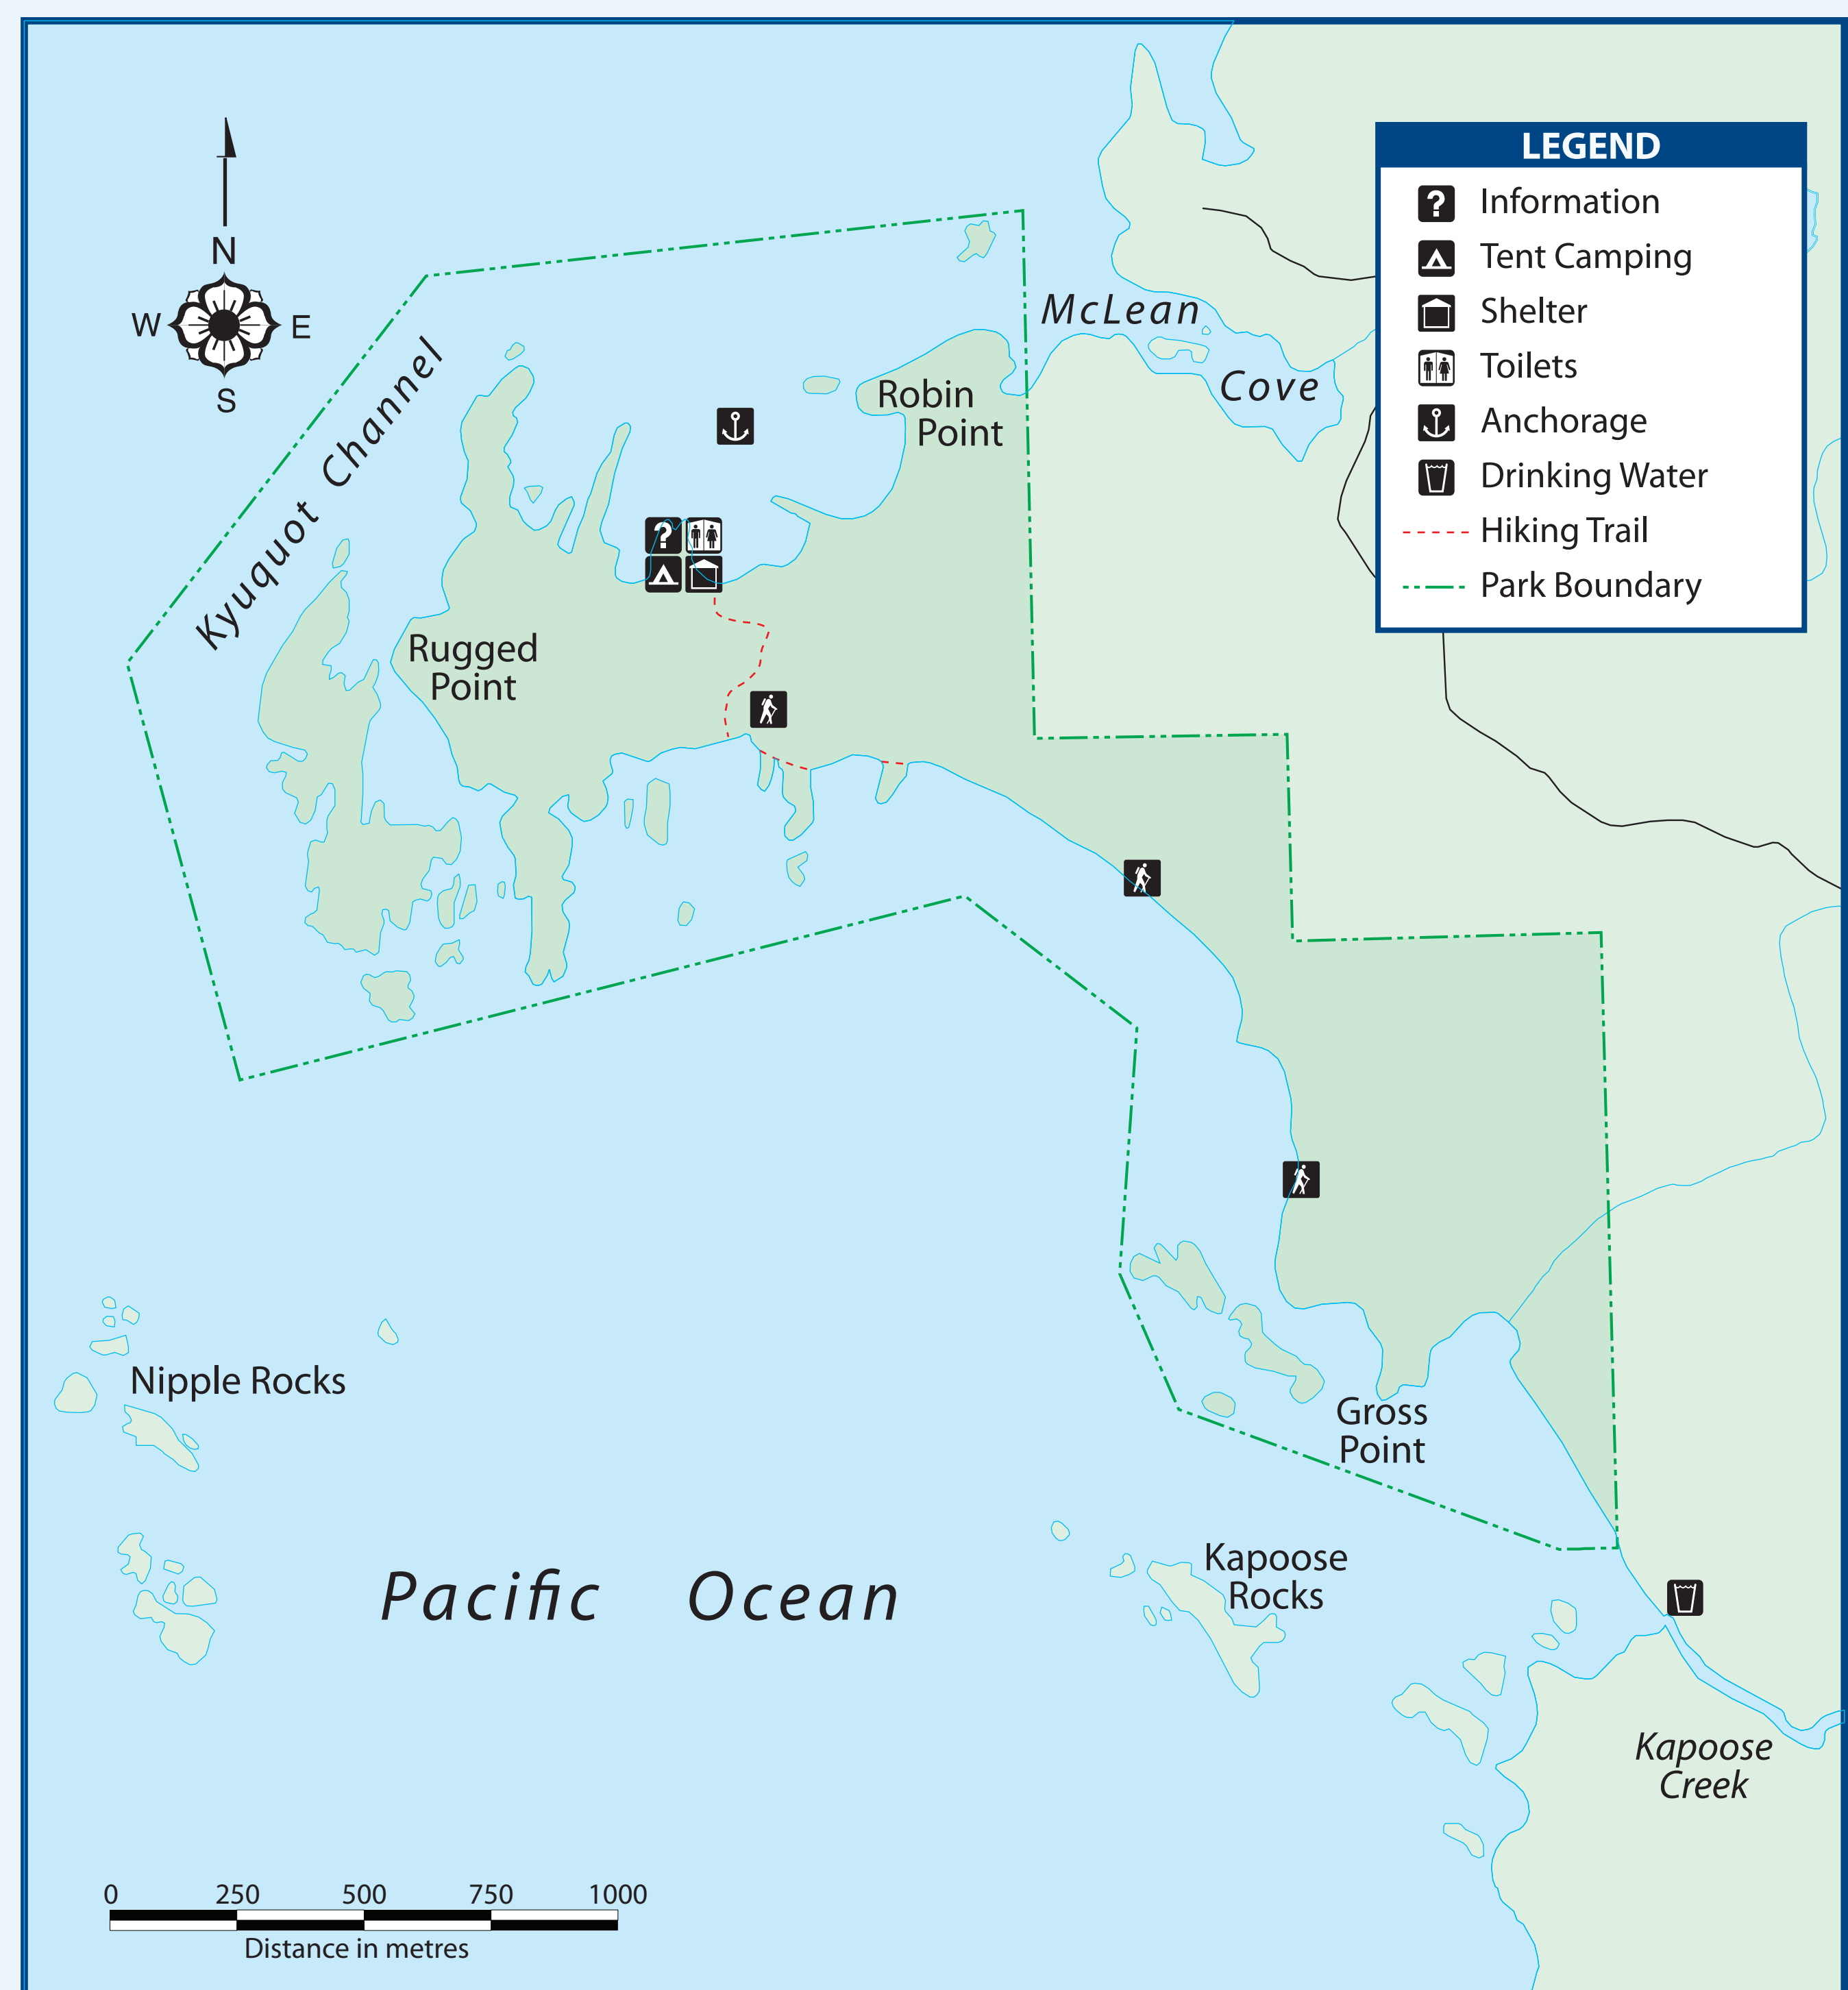 LEGEND
Information
Tent Camping
Shelter
Toilets
Anchorage
Drinking Water
Hiking Trail
Park Boundary
N
W
E
S
McLean
Cove
Kyuquot Channel
Robin
Point
?
Rugged
Point
Nipple Rocks
Gross
Point
Kapoose
Rocks
Pacific Ocean
Kapoose
Creek
0 250 500 750 1000
Distance in metres